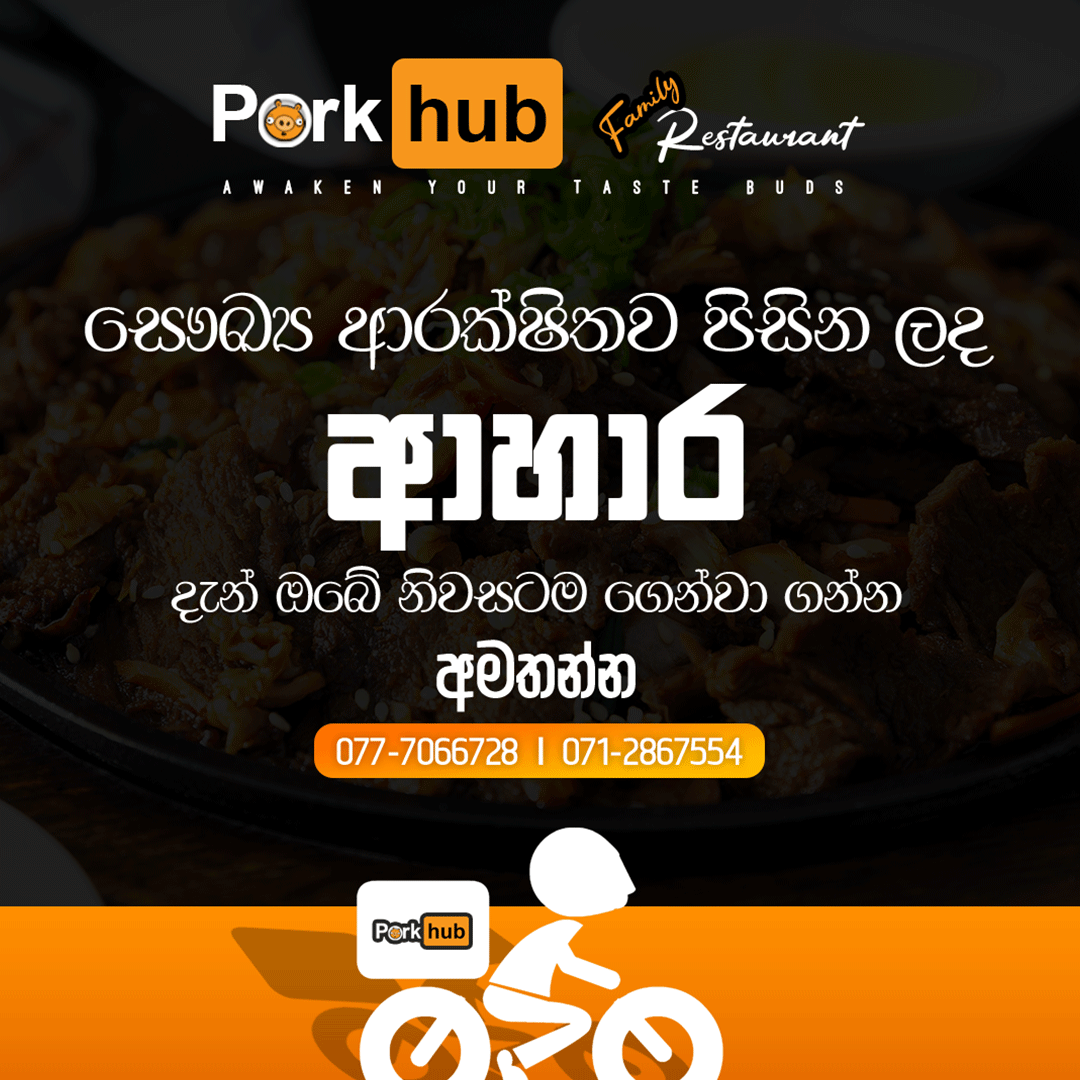 Pork hub Family Restaurant
AWAKEN YOUR TASTE BUDS
සෞඛ්‍ය ආරක්ෂිතව පිසින ලද
ආහාර
දැන් ඔබේ නිවසටම ගෙන්වා ගන්න
අමතන්න
077-7066728 | 071-2867554
Pork hub